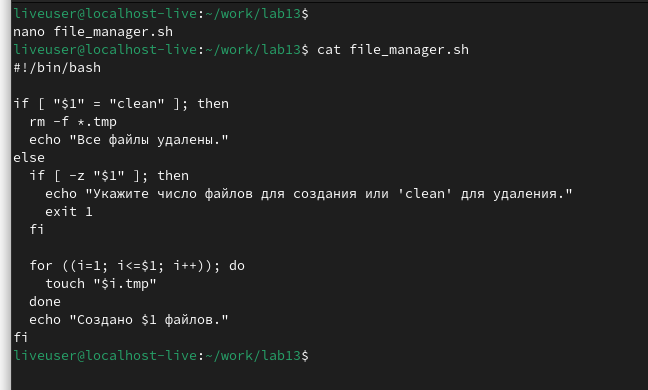 liveuser@localhost-live:~/work/lab13$
nano file_manager.sh
liveuser@localhost-live:~/work/lab13$ cat file_manager.sh
#!/bin/bash

if [ "$1" = "clean" ]; then
  rm -f *.tmp
  echo "Все файлы удалены."
else
  if [ -z "$1" ]; then
    echo "Укажите число файлов для создания или 'clean' для удаления."
    exit 1
  fi

  for ((i=1; i<=$1; i++)); do
    touch "$i.tmp"
  done
  echo "Создано $1 файлов."
fi
liveuser@localhost-live:~/work/lab13$